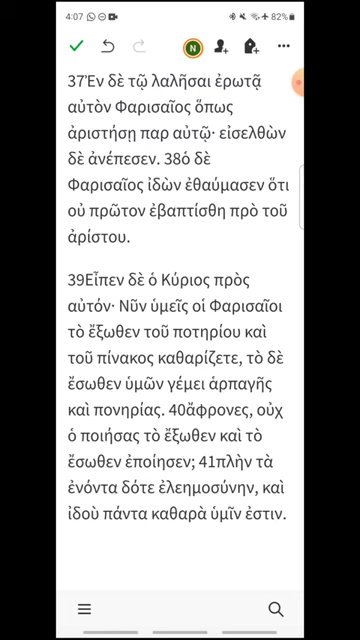 4:07
82%
N
37Ἐν δὲ τῷ λαλῆσαι ἐρωτᾷ
αὐτὸν Φαρισαῖος ὅπως
ἀριστήσῃ παρ αὐτῷ· εἰσελθὼν
δὲ ἀνέπεσεν. 38ὁ δὲ
Φαρισαῖος ἰδὼν ἐθαύμασεν ὅτι
οὐ πρῶτον ἐβαπτίσθη πρὸ τοῦ
ἀρίστου.
39Εἶπεν δὲ ὁ Κύριος πρὸς
αὐτόν· Νῦν ὑμεῖς οἱ Φαρισαῖοι
τὸ ἔξωθεν τοῦ ποτηρίου καὶ
τοῦ πίνακος καθαρίζετε, τὸ δὲ
ἔσωθεν ὑμῶν γέμει ἁρπαγῆς
καὶ πονηρίας. 40ἄφρονες, οὐχ
ὁ ποιήσας τὸ ἔξωθεν καὶ τὸ
ἔσωθεν ἐποίησεν; 41πλὴν τὰ
ἐνόντα δότε ἐλεημοσύνην, καὶ
ἰδοὺ πάντα καθαρὰ ὑμῖν ἐστιν.